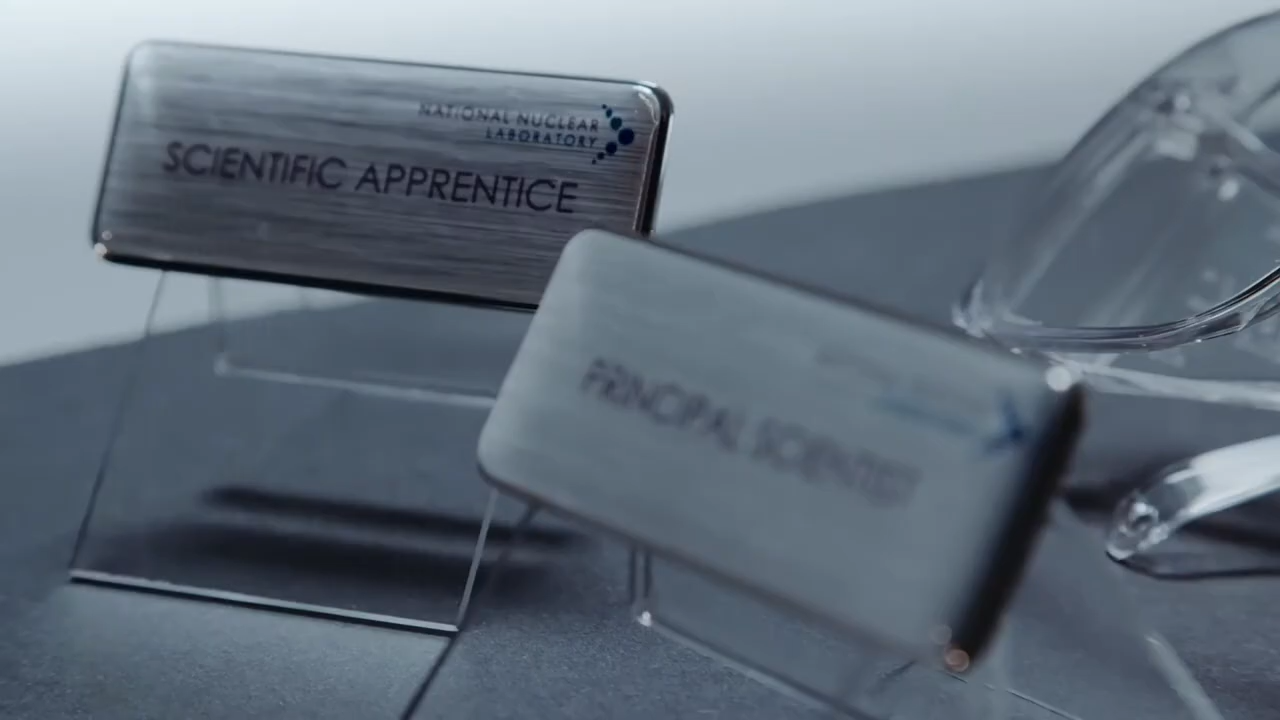 NATIONAL NUCLEAR
LABORATORY
SCIENTIFIC APPRENTICE
PRINCIPAL SCIENTIST